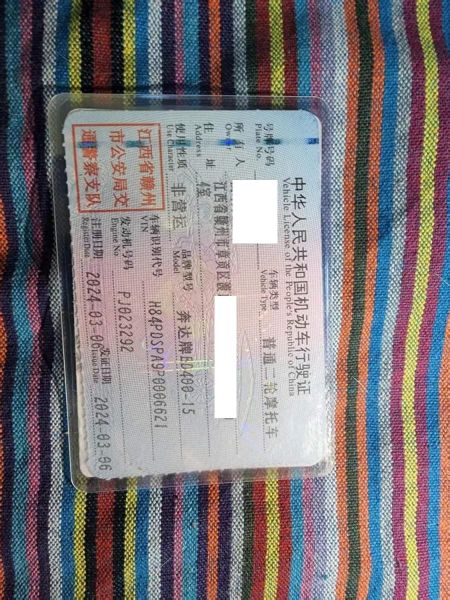 中华人民共和国机动车行驶证
Vehicle License of the People's Republic of China
号牌号码
Plate No.
车辆类型 普通二轮摩托车
Vehicle Type
所有人
Owner
住址 江西省赣州市章贡区
Address
使用性质 非营运
Use Character
品牌型号 奔达牌BD400-15
Model
江西省赣州
市公安局交
通警察支队
车辆识别代号 H84PDSPA9P0006621
VIN
发动机号码 PJ023292
Engine No.
注册日期 2024-03-06
Register Date
发证日期 2024-03-06
Issue Date